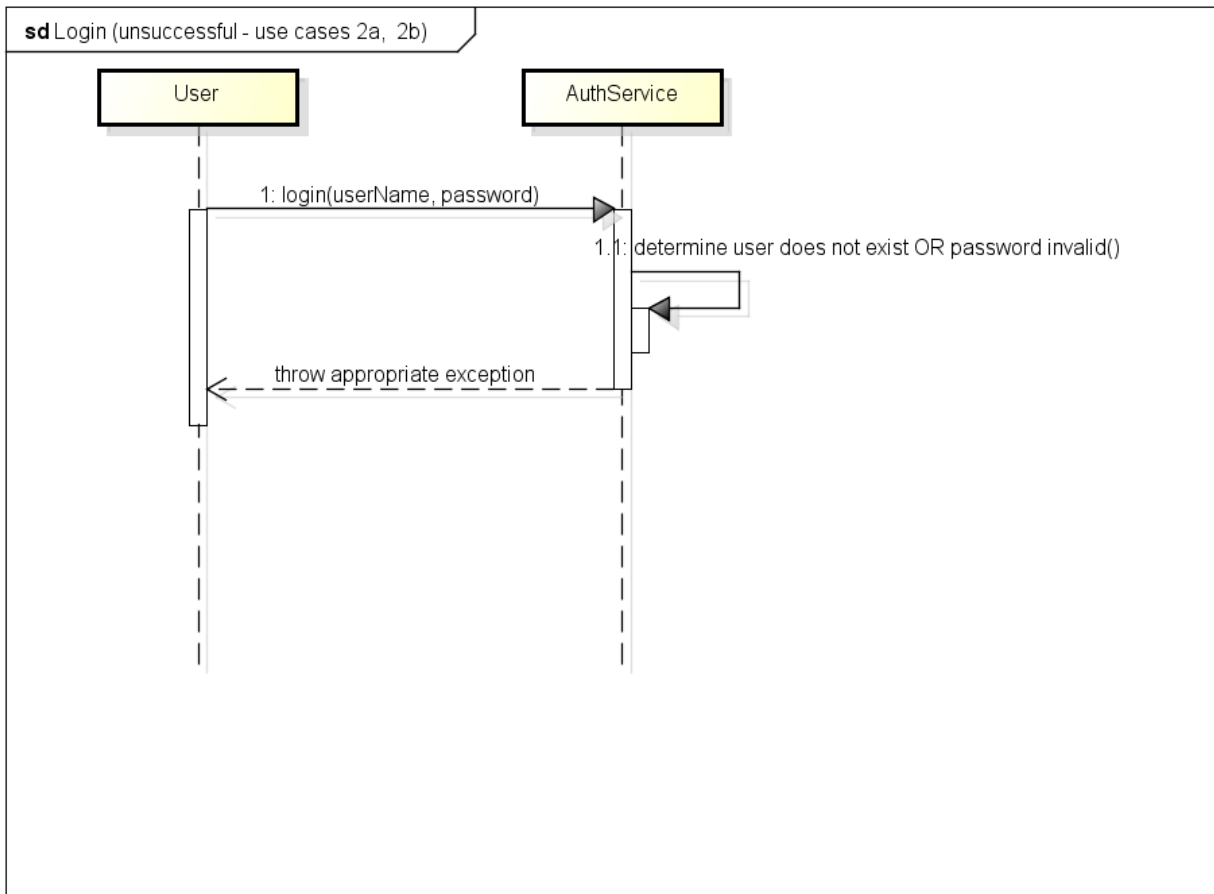 sd Login (unsuccessful - use cases 2a, 2b)
User
AuthService
1: login(userName, password)
1.1: determine user does not exist OR password invalid()
throw appropriate exception